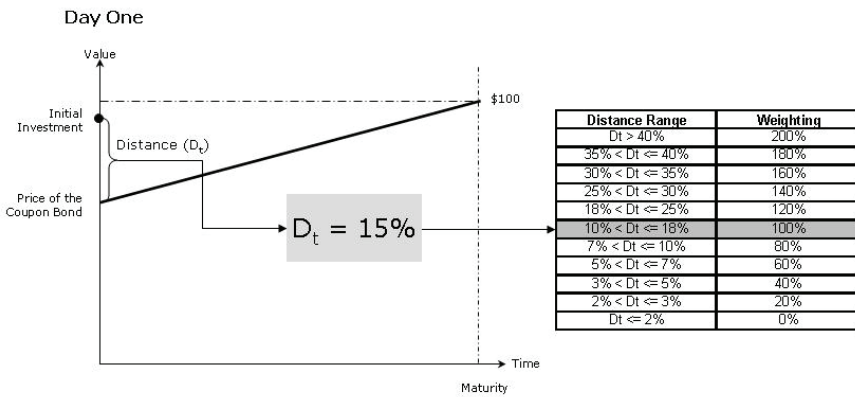 Day One
Value
Initial
Investment
Distance (Dt)
$100
Price of the
Coupon Bond
Dt = 15%
Time
Maturity
Distance Range Weighting
Dt > 40% 200%
35% < Dt <= 40% 180%
30% < Dt <= 35% 160%
25% < Dt <= 30% 140%
18% < Dt <= 25% 120%
10% < Dt <= 18% 100%
7% < Dt <= 10% 80%
5% < Dt <= 7% 60%
3% < Dt <= 5% 40%
2% < Dt <= 3% 20%
Dt <= 2% 0%